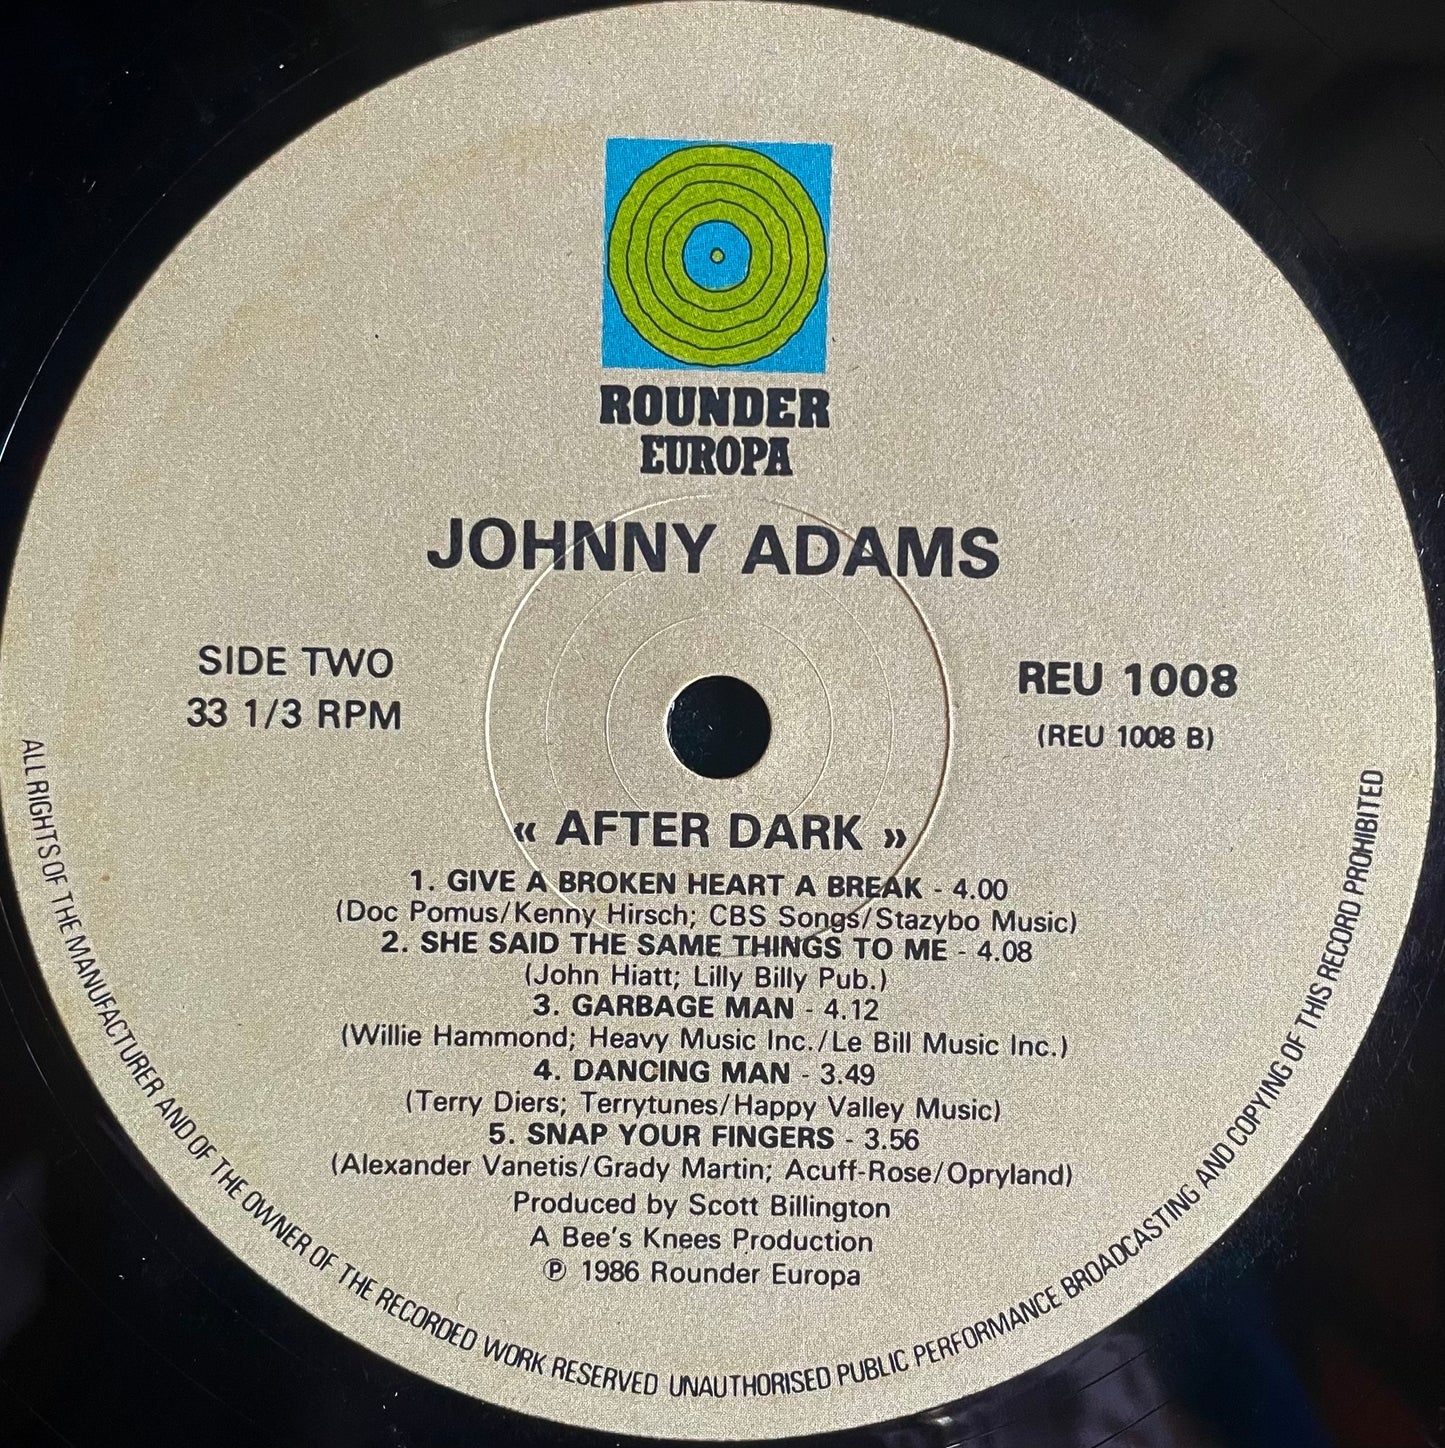 ROUNDER
EUROPA
JOHNNY ADAMS
SIDE TWO
33 1/3 RPM
REU 1008
(REU 1008 B)
« AFTER DARK »
1. GIVE A BROKEN HEART A BREAK - 4.00
(Doc Pomus/Kenny Hirsch; CBS Songs/Stazybo Music)
2. SHE SAID THE SAME THINGS TO ME - 4.08
(John Hiatt; Lilly Billy Pub.)
3. GARBAGE MAN - 4.12
(Willie Hammond; Heavy Music Inc./Le Bill Music Inc.)
4. DANCING MAN - 3.49
(Terry Diers; Terrytunes/Happy Valley Music)
5. SNAP YOUR FINGERS - 3.56
(Alexander Vanetis/Grady Martin; Acuff-Rose/Opryland)
Produced by Scott Billington
A Bee's Knees Production
℗ 1986 Rounder Europa
ALL RIGHTS OF THE MANUFACTURER AND OF THE OWNER OF THE RECORDED WORK RESERVED UNAUTHORISED PUBLIC PERFORMANCE BROADCASTING AND COPYING OF THIS RECORD PROHIBITED